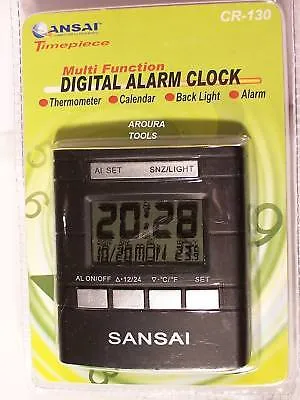 SANSAI
CR-130
Timepiece
Multi Function
DIGITAL ALARM CLOCK
Thermometer Calendar Back Light Alarm
AROURA
TOOLS
AL SET SNZ/LIGHT
20:28
AL ON/OFF Δ·12/24 ∇·°C/°F SET
SANSAI